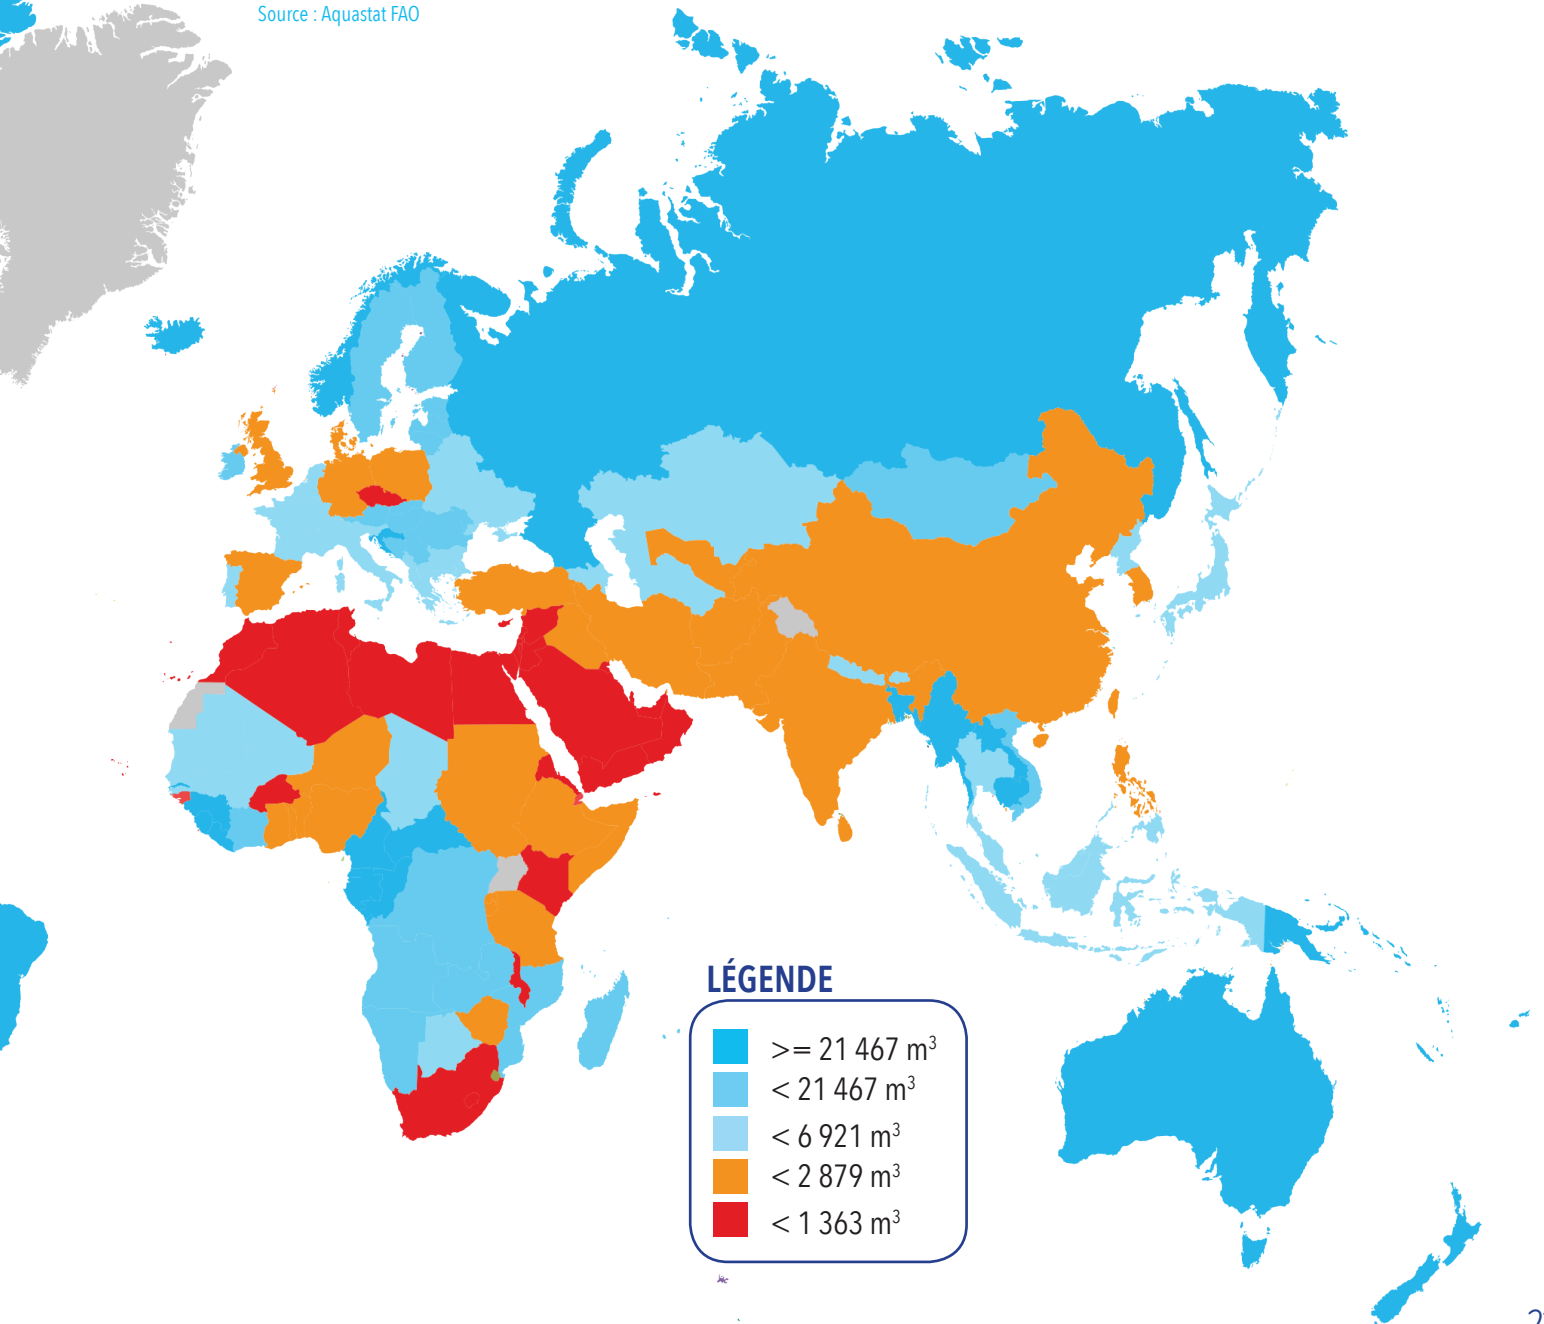 Source : Aquastat FAO
LÉGENDE
>= 21 467 m³
< 21 467 m³
< 6 921 m³
< 2 879 m³
< 1 363 m³